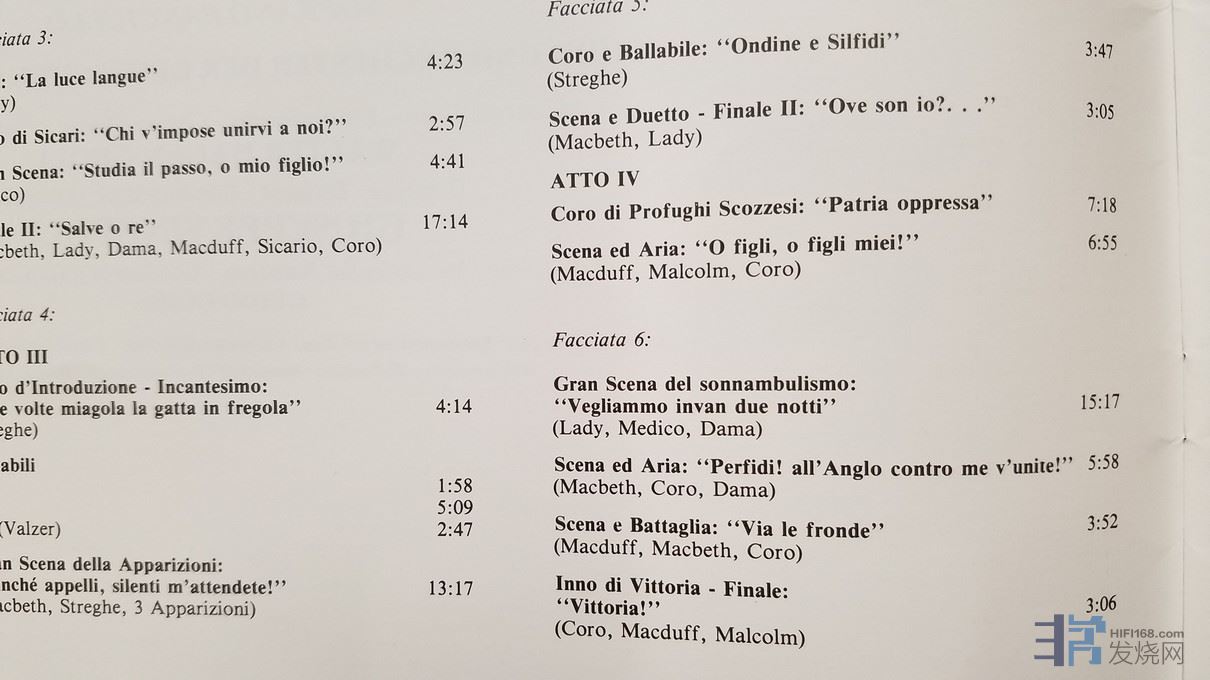 ciata 3:
: “La luce langue” 4:23
y)
o di Sicari: “Chi v’impose unirvi a noi?” 2:57
n Scena: “Studia il passo, o mio figlio!” 4:41
co)
le II: “Salve o re” 17:14
cbeth, Lady, Dama, Macduff, Sicario, Coro)
ciata 4:
TO III
o d’Introduzione - Incantesimo:
e volte miagola la gatta in fregola” 4:14
eghe)
abili
1:58
5:09
(Valzer) 2:47
an Scena della Apparizioni:
nché appelli, silenti m’attendete!” 13:17
acbeth, Streghe, 3 Apparizioni)
Facciata 5:
Coro e Ballabile: “Ondine e Silfidi” 3:47
(Streghe)
Scena e Duetto - Finale II: “Ove son io?. . .” 3:05
(Macbeth, Lady)
ATTO IV
Coro di Profughi Scozzesi: “Patria oppressa” 7:18
Scena ed Aria: “O figli, o figli miei!” 6:55
(Macduff, Malcolm, Coro)
Facciata 6:
Gran Scena del sonnambulismo:
“Vegliammo invan due notti” 15:17
(Lady, Medico, Dama)
Scena ed Aria: “Perfidi! all’Anglo contro me v’unite!” 5:58
(Macbeth, Coro, Dama)
Scena e Battaglia: “Via le fronde” 3:52
(Macduff, Macbeth, Coro)
Inno di Vittoria - Finale:
“Vittoria!” 3:06
(Coro, Macduff, Malcolm)
HIFI168.com
发烧网